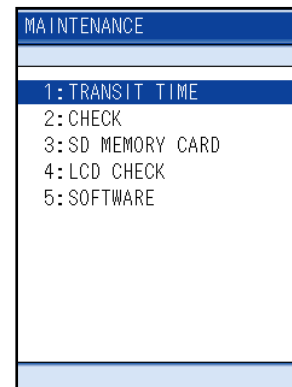 MAINTENANCE
1:TRANSIT TIME
2:CHECK
3:SD MEMORY CARD
4:LCD CHECK
5:SOFTWARE